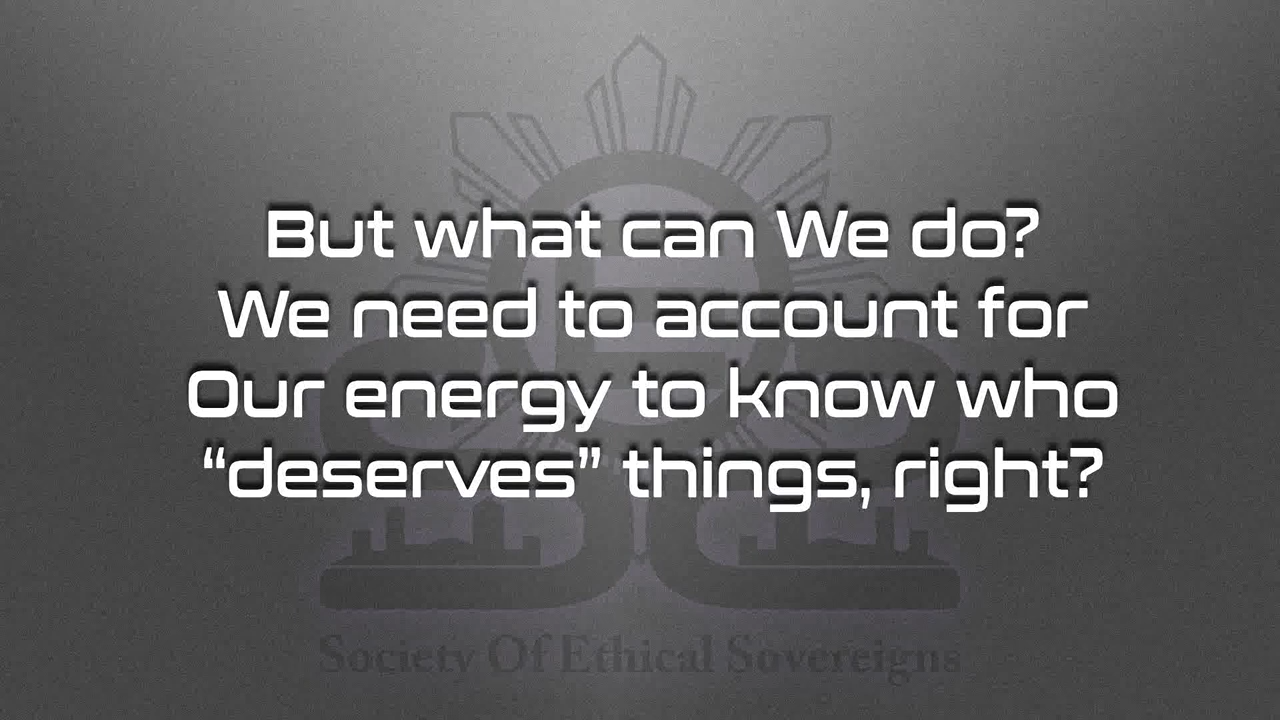 But what can We do?
We need to account for
Our energy to know who
“deserves” things, right?
Society Of Ethical Sovereigns